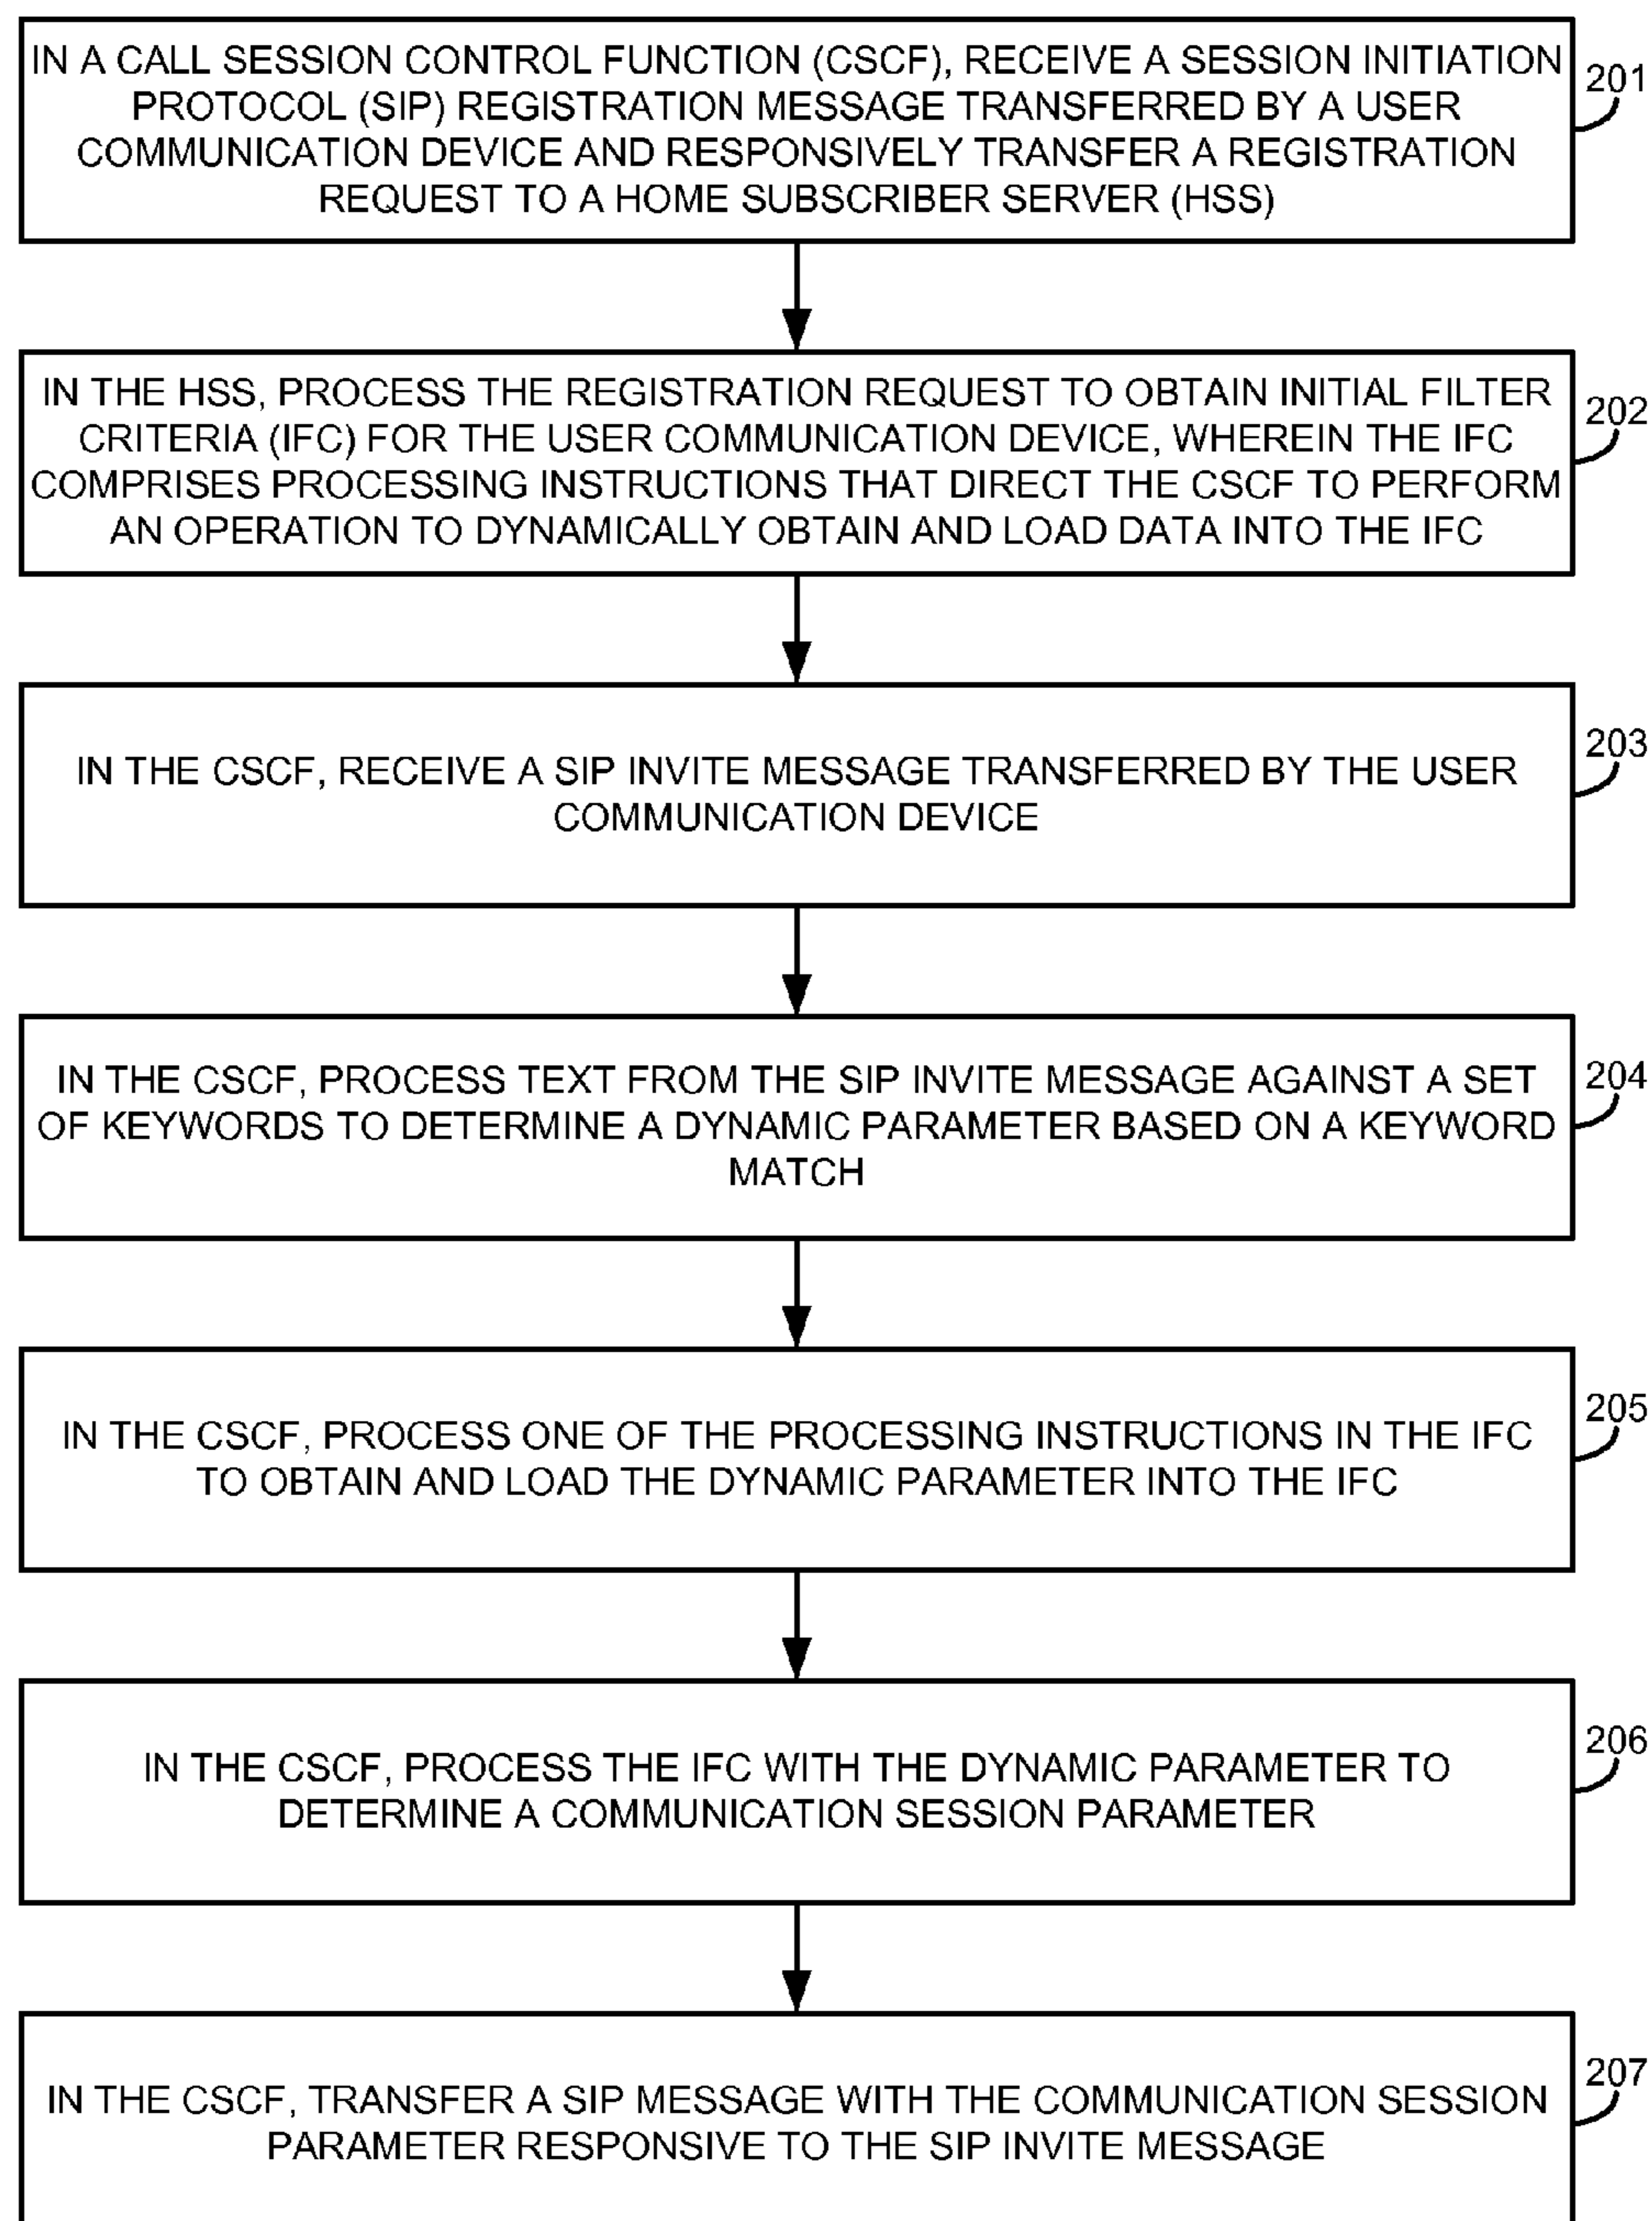 IN A CALL SESSION CONTROL FUNCTION (CSCF), RECEIVE A SESSION INITIATION
PROTOCOL (SIP) REGISTRATION MESSAGE TRANSFERRED BY A USER
COMMUNICATION DEVICE AND RESPONSIVELY TRANSFER A REGISTRATION
REQUEST TO A HOME SUBSCRIBER SERVER (HSS)
201
IN THE HSS, PROCESS THE REGISTRATION REQUEST TO OBTAIN INITIAL FILTER
CRITERIA (IFC) FOR THE USER COMMUNICATION DEVICE, WHEREIN THE IFC
COMPRISES PROCESSING INSTRUCTIONS THAT DIRECT THE CSCF TO PERFORM
AN OPERATION TO DYNAMICALLY OBTAIN AND LOAD DATA INTO THE IFC
202
IN THE CSCF, RECEIVE A SIP INVITE MESSAGE TRANSFERRED BY THE USER
COMMUNICATION DEVICE
203
IN THE CSCF, PROCESS TEXT FROM THE SIP INVITE MESSAGE AGAINST A SET
OF KEYWORDS TO DETERMINE A DYNAMIC PARAMETER BASED ON A KEYWORD
MATCH
204
IN THE CSCF, PROCESS ONE OF THE PROCESSING INSTRUCTIONS IN THE IFC
TO OBTAIN AND LOAD THE DYNAMIC PARAMETER INTO THE IFC
205
IN THE CSCF, PROCESS THE IFC WITH THE DYNAMIC PARAMETER TO
DETERMINE A COMMUNICATION SESSION PARAMETER
206
IN THE CSCF, TRANSFER A SIP MESSAGE WITH THE COMMUNICATION SESSION
PARAMETER RESPONSIVE TO THE SIP INVITE MESSAGE
207